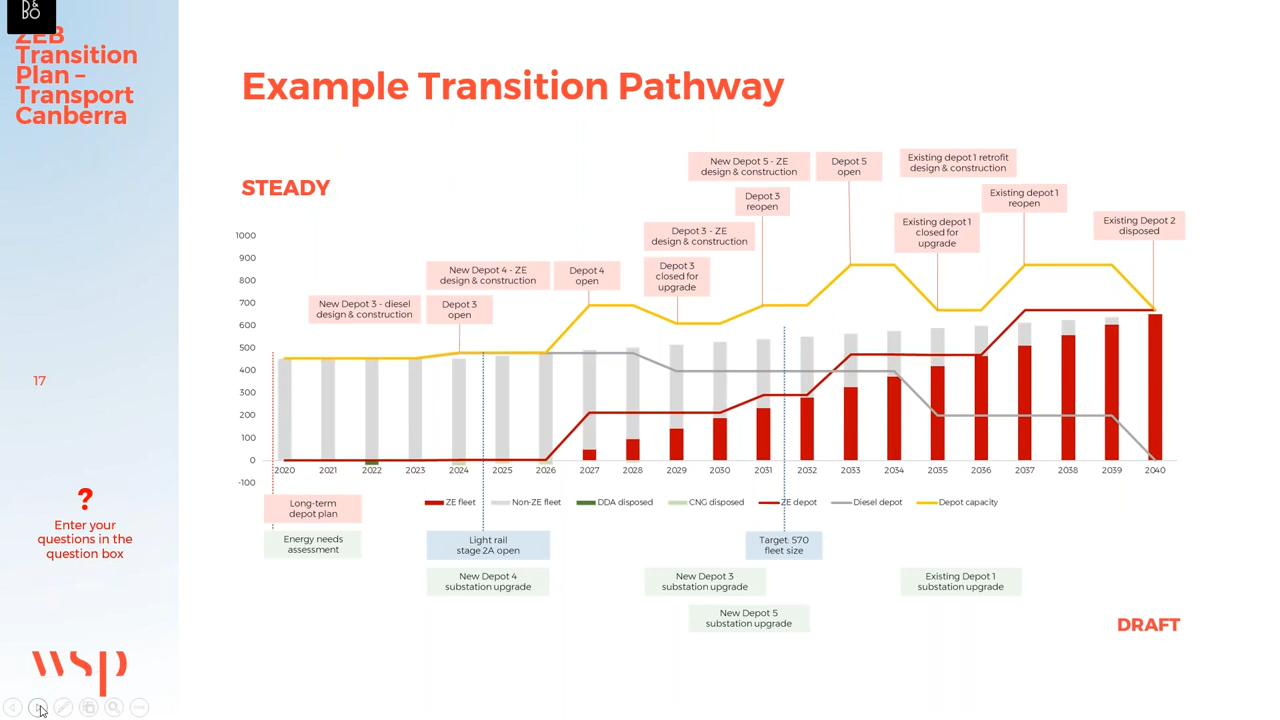 B&
BO
ZEB
Transition
Plan –
Transport
Canberra
Example Transition Pathway
STEADY
New Depot 5 - ZE
design & construction
Depot 5
open
Existing depot 1 retrofit
design & construction
Depot 3
reopen
Existing depot 1
reopen
Existing depot 1
closed for
upgrade
Existing Depot 2
disposed
Depot 3 - ZE
design & construction
New Depot 4 - ZE
design & construction
Depot 4
open
Depot 3
closed for
upgrade
New Depot 3 - diesel
design & construction
Depot 3
open
1000
900
800
700
600
500
400
300
200
100
0
-100
2020 2021 2022 2023 2024 2025 2026 2027 2028 2029 2030 2031 2032 2033 2034 2035 2036 2037 2038 2039 2040
ZE fleet Non-ZE fleet DDA disposed CNG disposed ZE depot Diesel depot Depot capacity
Long-term
depot plan
Energy needs
assessment
Light rail
stage 2A open
Target: 570
fleet size
New Depot 4
substation upgrade
New Depot 3
substation upgrade
Existing Depot 1
substation upgrade
New Depot 5
substation upgrade
DRAFT
17
?
Enter your
questions in the
question box
wsp